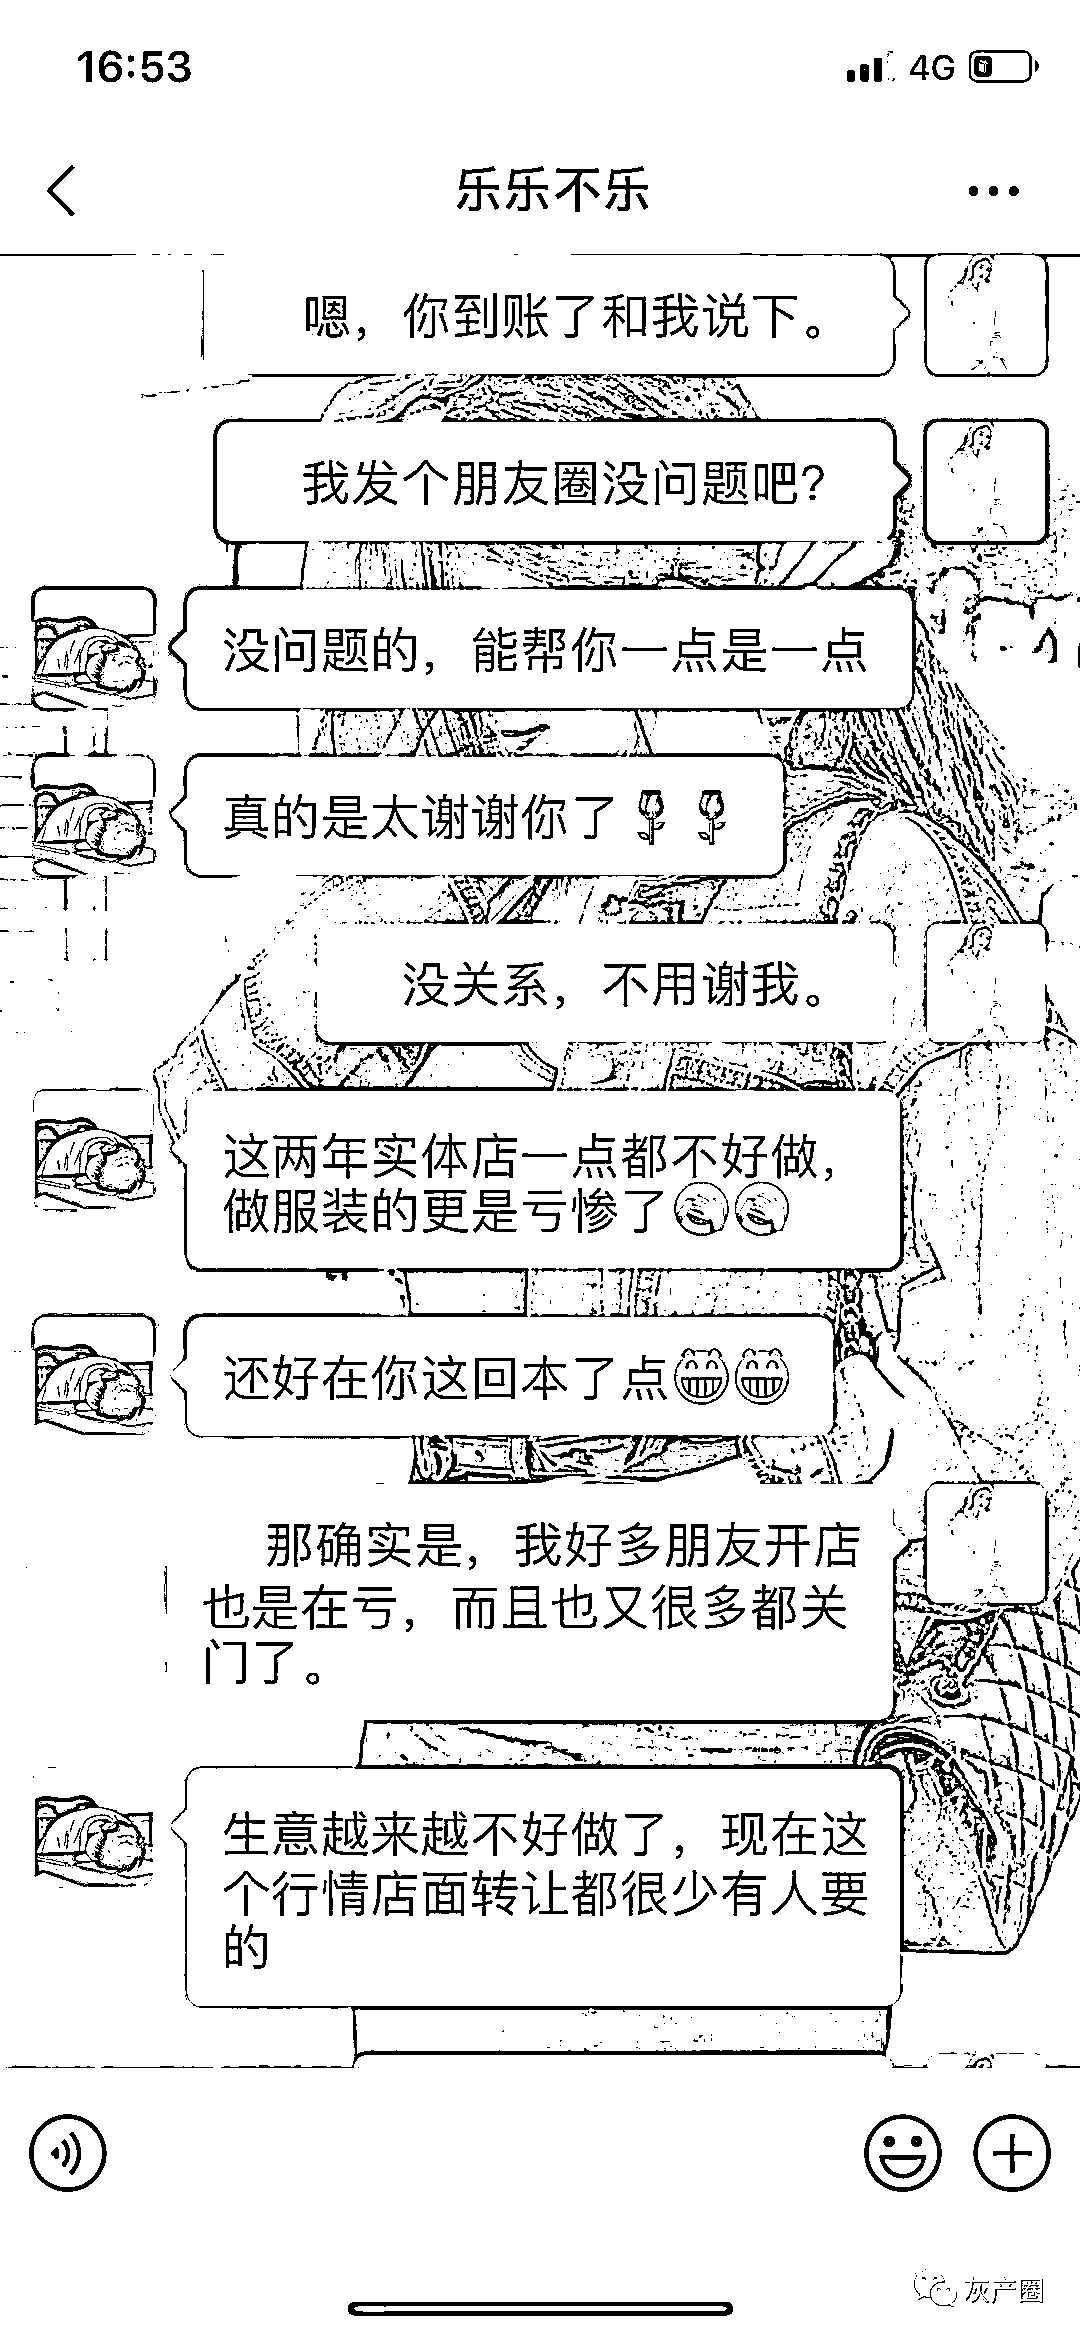 16:53
4G
乐乐不乐
嗯，你到账了和我说下。
我发个朋友圈没问题吧？
没问题的，能帮你一点是一点
真的是太谢谢你了
没关系，不用谢我。
这两年实体店一点都不好做，
做服装的更是亏惨了
还好在你这回本了点
那确实是，我好多朋友开店
也是在亏，而且也又很多都关
门了。
生意越来越不好做了，现在这
个行情店面转让都很少有人要
的
灰产圈